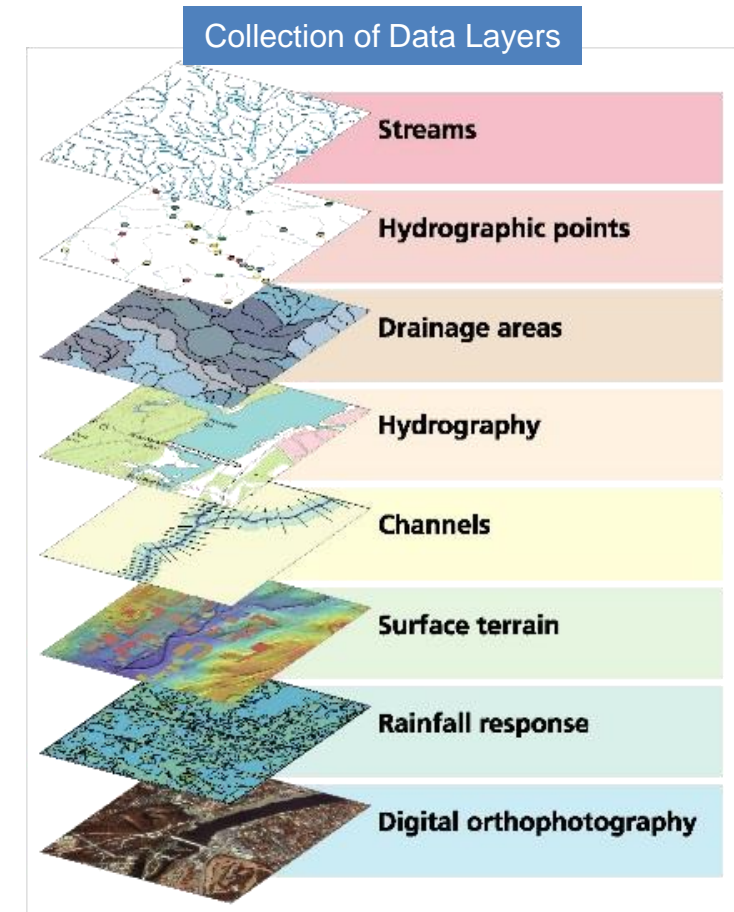 Collection of Data Layers
Streams
Hydrographic points
Drainage areas
Hydrography
Channels
Surface terrain
Rainfall response
Digital orthophotography